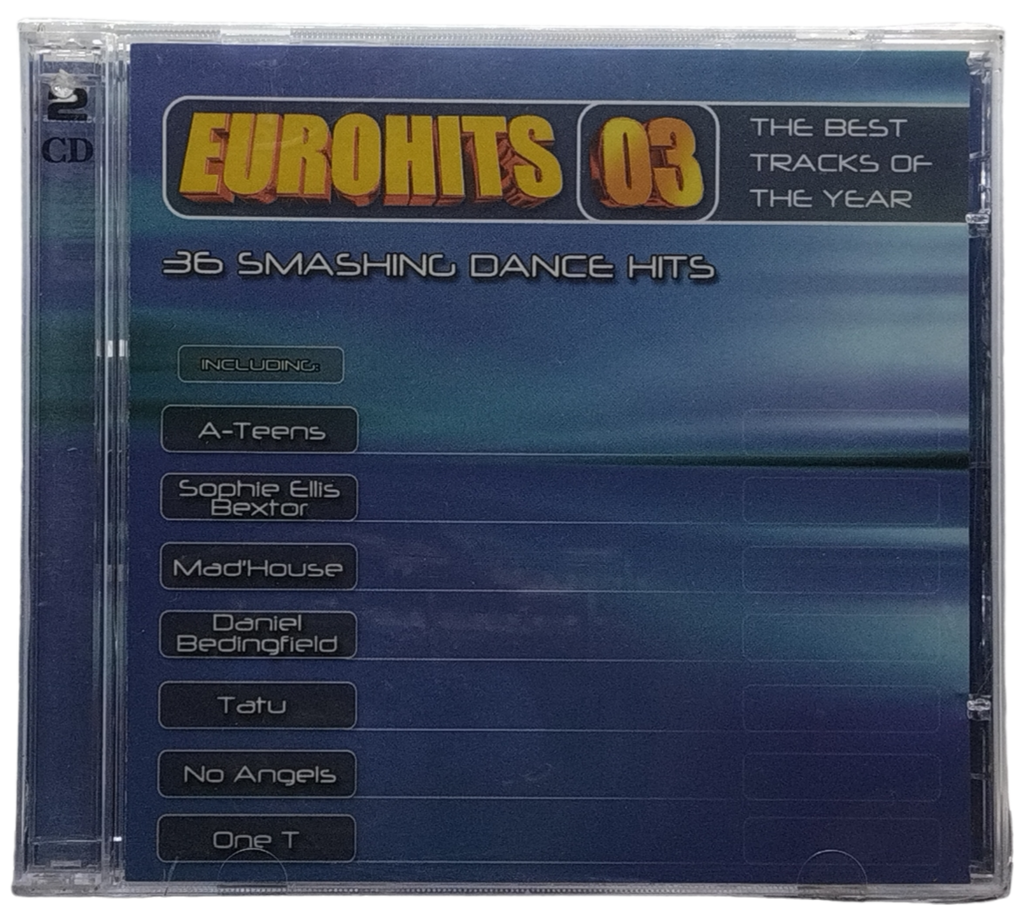 2
CD
EUROHITS 03
THE BEST
TRACKS OF
THE YEAR
36 SMASHING DANCE HITS
INCLUDING:
A-Teens
Sophie Ellis
Bextor
Mad'House
Daniel
Bedingfield
Tatu
No Angels
One T